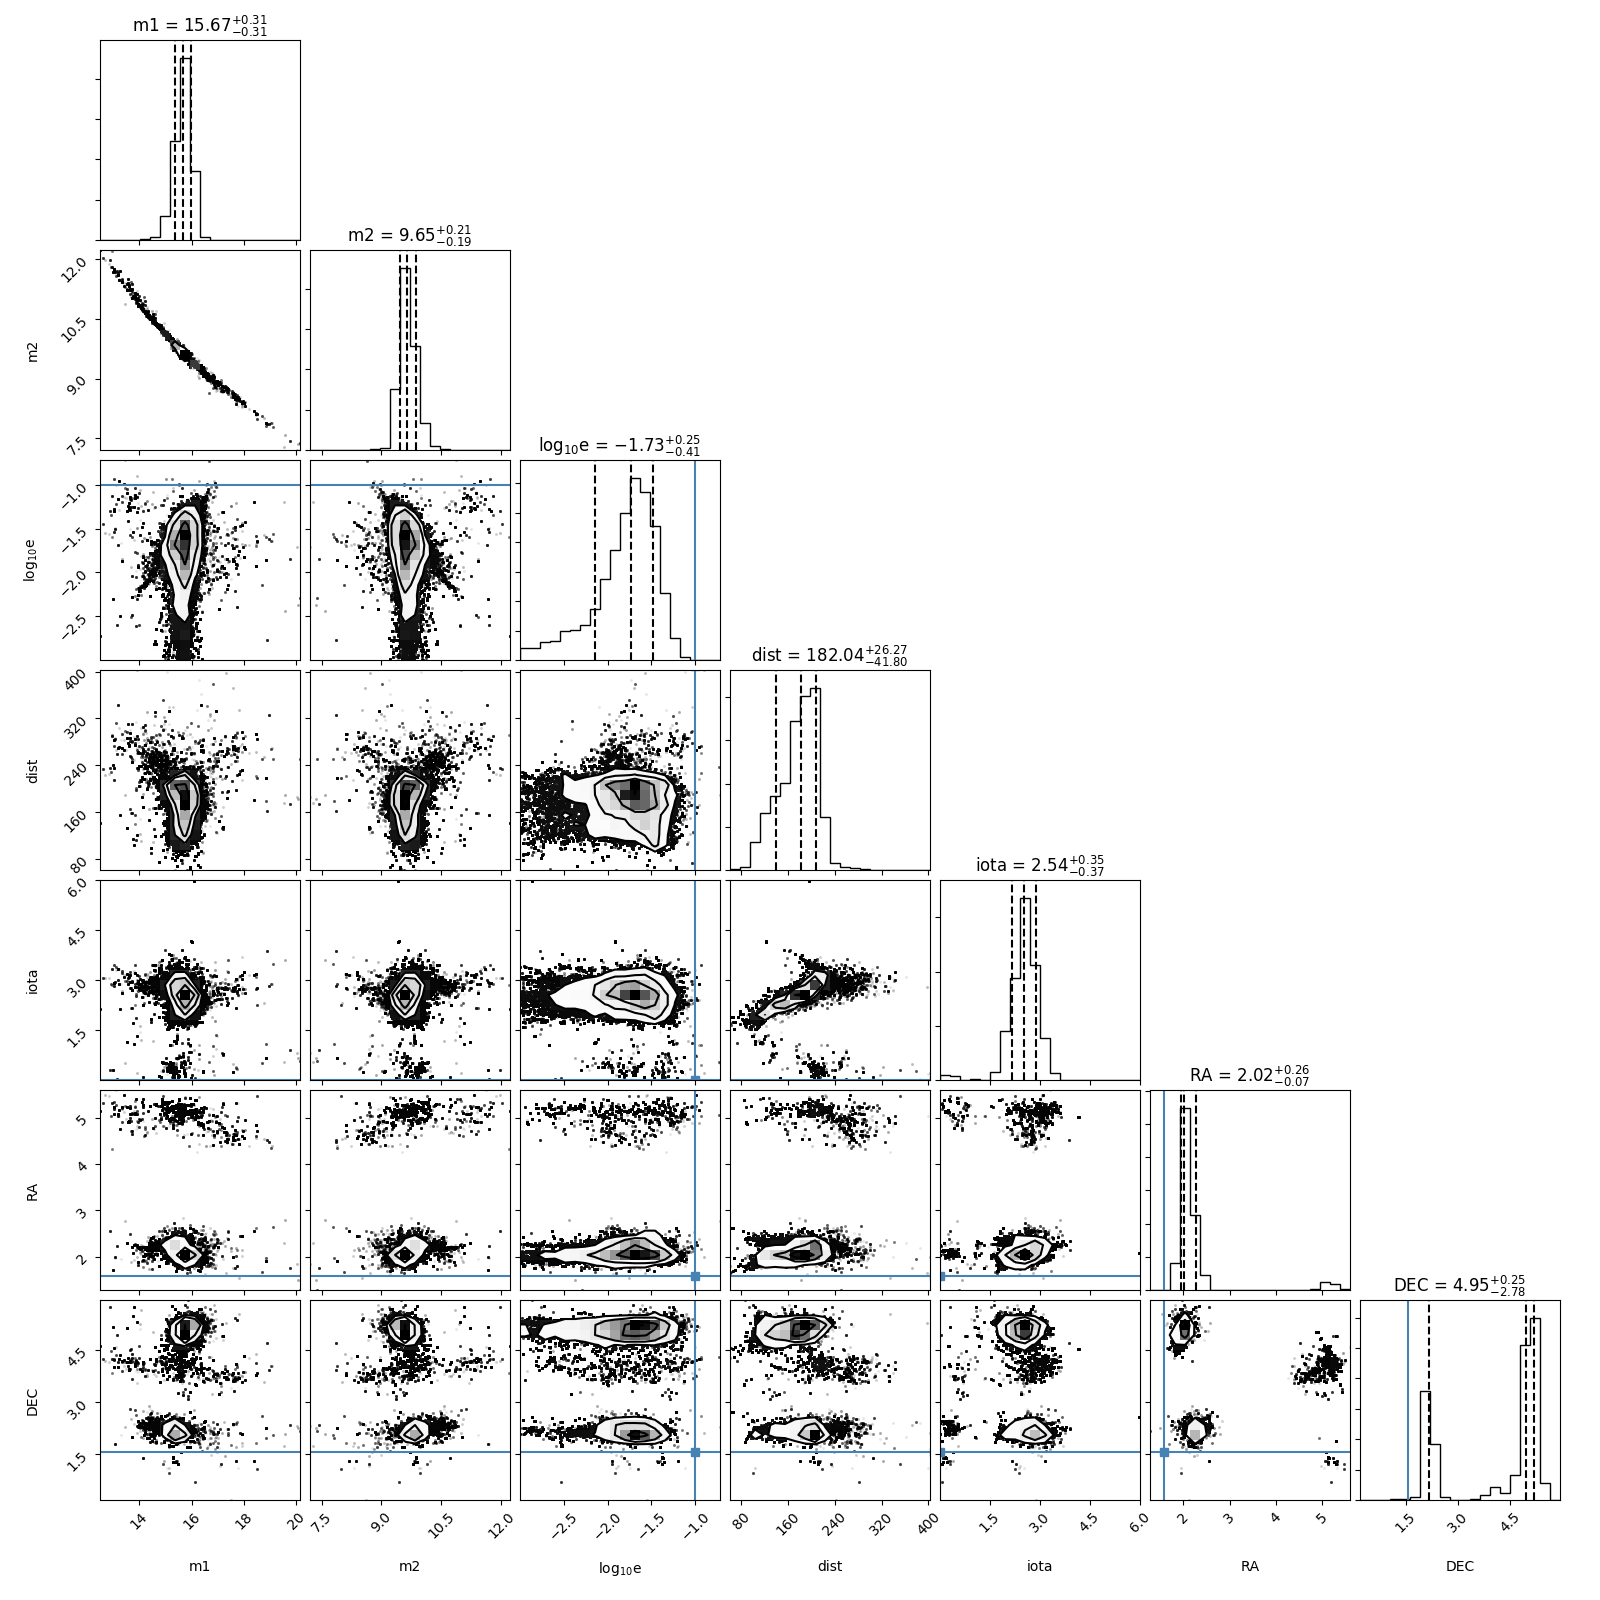 m1 = 15.67 +0.31 −0.31
m2 = 9.65 +0.21 −0.19
12.0
10.5
9.0
7.5
m2
log10e = −1.73 +0.25 −0.41
−1.0
−1.5
−2.0
−2.5
log10e
dist = 182.04 +26.27 −41.80
400
320
240
160
80
dist
iota = 2.54 +0.35 −0.37
6.0
4.5
3.0
1.5
iota
RA = 2.02 +0.26 −0.07
5
4
3
2
RA
DEC = 4.95 +0.25 −2.78
4.5
3.0
1.5
DEC
14 16 18 20 7.5 9.0 10.5 12.0 −2.5 −2.0 −1.5 −1.0 80 160 240 320 400 1.5 3.0 4.5 6.0 2 3 4 5 1.5 3.0 4.5
m1 m2 log10e dist iota RA DEC